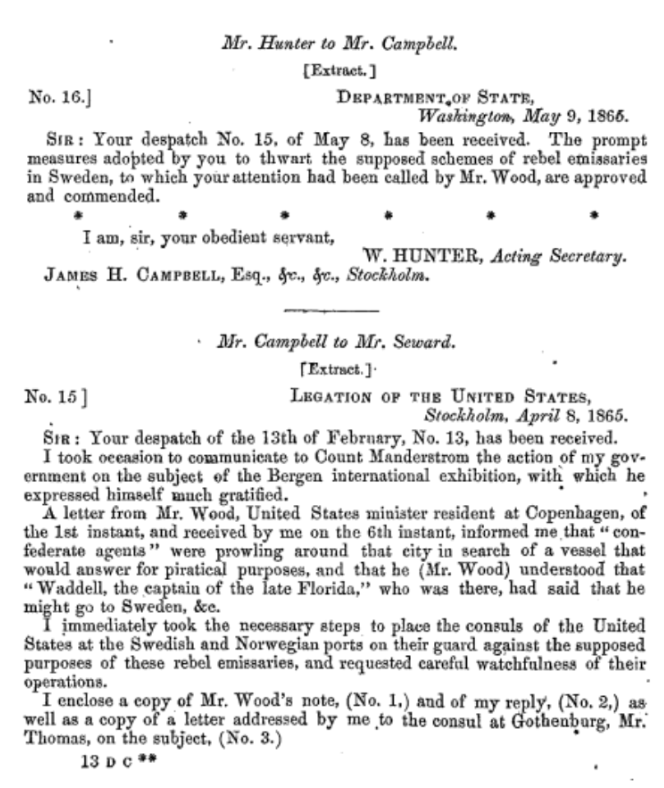 Mr. Hunter to Mr. Campbell.
[Extract.]
No. 16.] DEPARTMENT OF STATE,
Washington, May 9, 1865.
SIR: Your despatch No. 15, of May 8, has been received. The prompt
measures adopted by you to thwart the supposed schemes of rebel emissaries
in Sweden, to which your attention had been called by Mr. Wood, are approved
and commended.
* * * * * *
I am, sir, your obedient servant,
W. HUNTER, Acting Secretary.
JAMES H. CAMPBELL, Esq., &c., &c., Stockholm.
Mr. Campbell to Mr. Seward.
[Extract.]
No. 15] LEGATION OF THE UNITED STATES,
Stockholm, April 8, 1865.
SIR: Your despatch of the 13th of February, No. 13, has been received.
I took occasion to communicate to Count Manderstrom the action of my gov-
ernment on the subject of the Bergen international exhibition, with which he
expressed himself much gratified.
A letter from Mr. Wood, United States minister resident at Copenhagen, of
the 1st instant, and received by me on the 6th instant, informed me that "con-
federate agents" were prowling around that city in search of a vessel that
would answer for piratical purposes, and that he (Mr. Wood) understood that
"Waddell, the captain of the late Florida," who was there, had said that he
might go to Sweden, &c.
I immediately took the necessary steps to place the consuls of the United
States at the Swedish and Norwegian ports on their guard against the supposed
purposes of these rebel emissaries, and requested careful watchfulness of their
operations.
I enclose a copy of Mr. Wood's note, (No. 1,) and of my reply, (No. 2,) as
well as a copy of a letter addressed by me to the consul at Gothenburg, Mr.
Thomas, on the subject, (No. 3.)
13 D C **